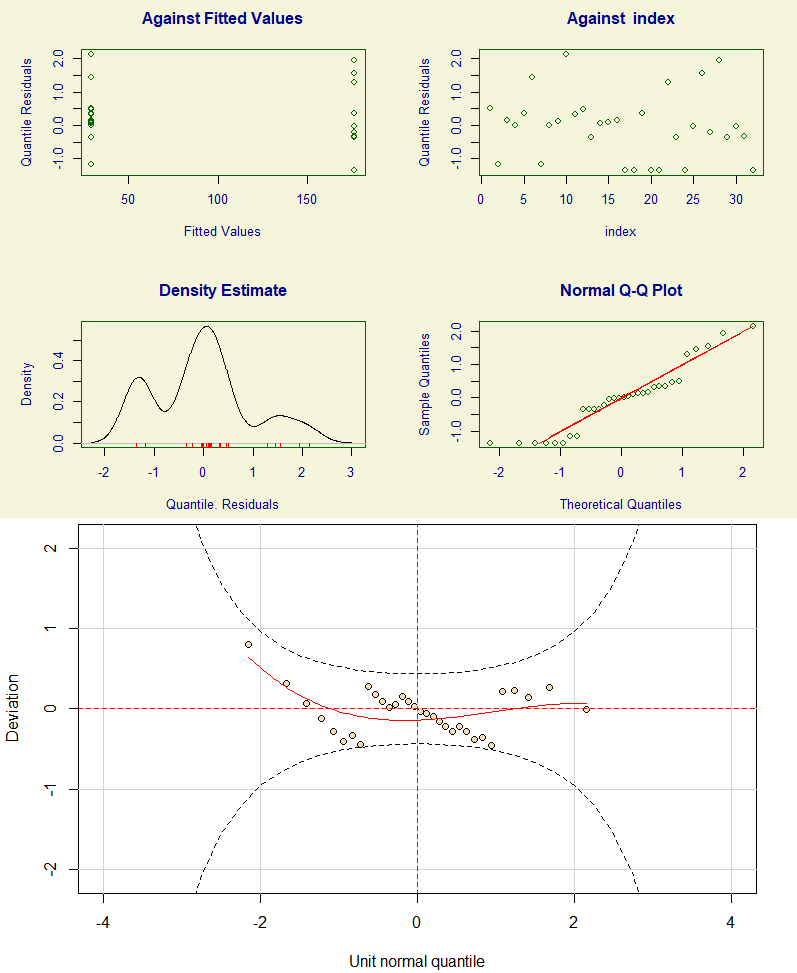 Against Fitted Values
Quantile Residuals
-1.0 0.0 1.0 2.0
50 100 150
Fitted Values
Against index
Quantile Residuals
-1.0 0.0 1.0 2.0
0 5 10 15 20 25 30
index
Density Estimate
Density
0.0 0.2 0.4
-2 -1 0 1 2 3
Quantile. Residuals
Normal Q-Q Plot
Sample Quantiles
-1.0 0.0 1.0 2.0
-2 -1 0 1 2
Theoretical Quantiles
Deviation
-2 -1 0 1 2
-4 -2 0 2 4
Unit normal quantile